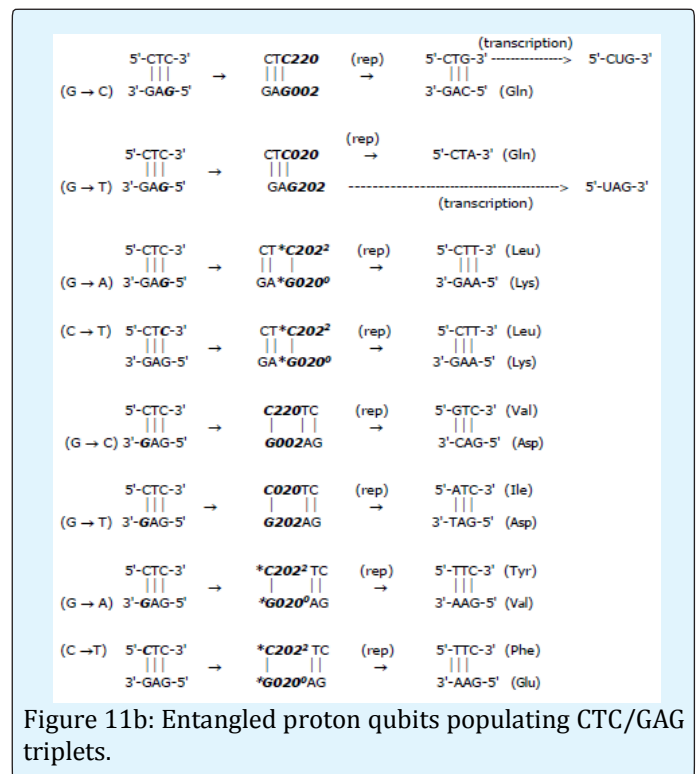 (transcription)
5'-CTC-3' CTC220 (rep) 5'-CTG-3' ---------------> 5'-CUG-3'
||| → ||| → |||
(G → C) 3'-GAG-5' GAG002 3'-GAC-5' (Gln)
(rep)
5'-CTC-3' CTC020 → 5'-CTA-3' (Gln)
||| → |||
(G → T) 3'-GAG-5' GAG202 ---------------> 5'-UAG-3'
(transcription)
5'-CTC-3' CT*C202² (rep) 5'-CTT-3' (Leu)
||| → || | → |||
(G → A) 3'-GAG-5' GA*G020⁰ 3'-GAA-5' (Lys)
(C → T) 5'-CTC-3' CT*C202² (rep) 5'-CTT-3' (Leu)
||| → || | → |||
3'-GAG-5' GA*G020⁰ 3'-GAA-5' (Lys)
5'-CTC-3' C220TC (rep) 5'-GTC-3' (Val)
||| → | || → |||
(G → C) 3'-GAG-5' G002AG 3'-CAG-5' (Asp)
5'-CTC-3' C020TC (rep) 5'-ATC-3' (Ile)
||| → | || → |||
(G → T) 3'-GAG-5' G202AG 3'-TAG-5' (Asp)
5'-CTC-3' *C202² TC (rep) 5'-TTC-3' (Tyr)
||| → | || → |||
(G → A) 3'-GAG-5' *G020⁰AG 3'-AAG-5' (Val)
(C →T) 5'-CTC-3' *C202² TC (rep) 5'-TTC-3' (Phe)
||| → | || → |||
3'-GAG-5' *G020⁰AG 3'-AAG-5' (Glu)
Figure 11b: Entangled proton qubits populating CTC/GAG
triplets.